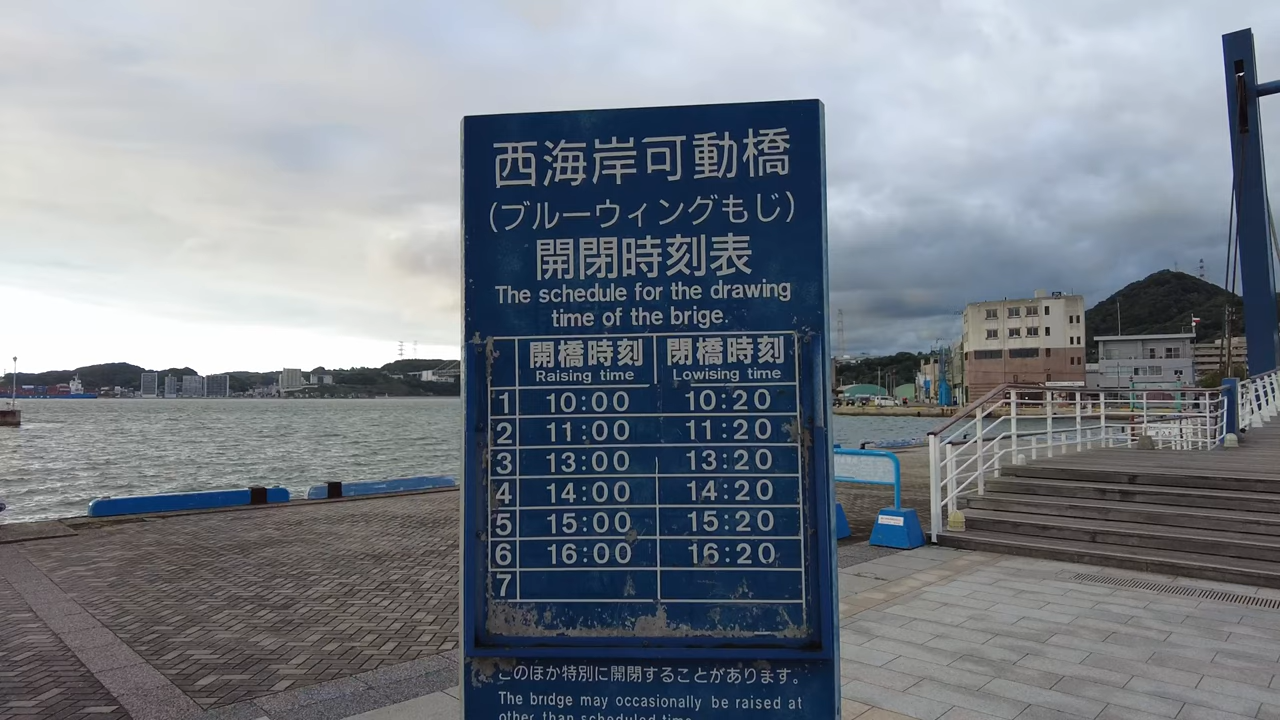 西海岸可動橋
(ブルーウィングもじ)
開閉時刻表
The schedule for the drawing
time of the brige.
開橋時刻 閉橋時刻
Raising time Lowising time
1 10:00 10:20
2 11:00 11:20
3 13:00 13:20
4 14:00 14:20
5 15:00 15:20
6 16:00 16:20
7
このほか特別に開閉することがあります。
The bridge may occasionally be raised at
other than scheduled time.